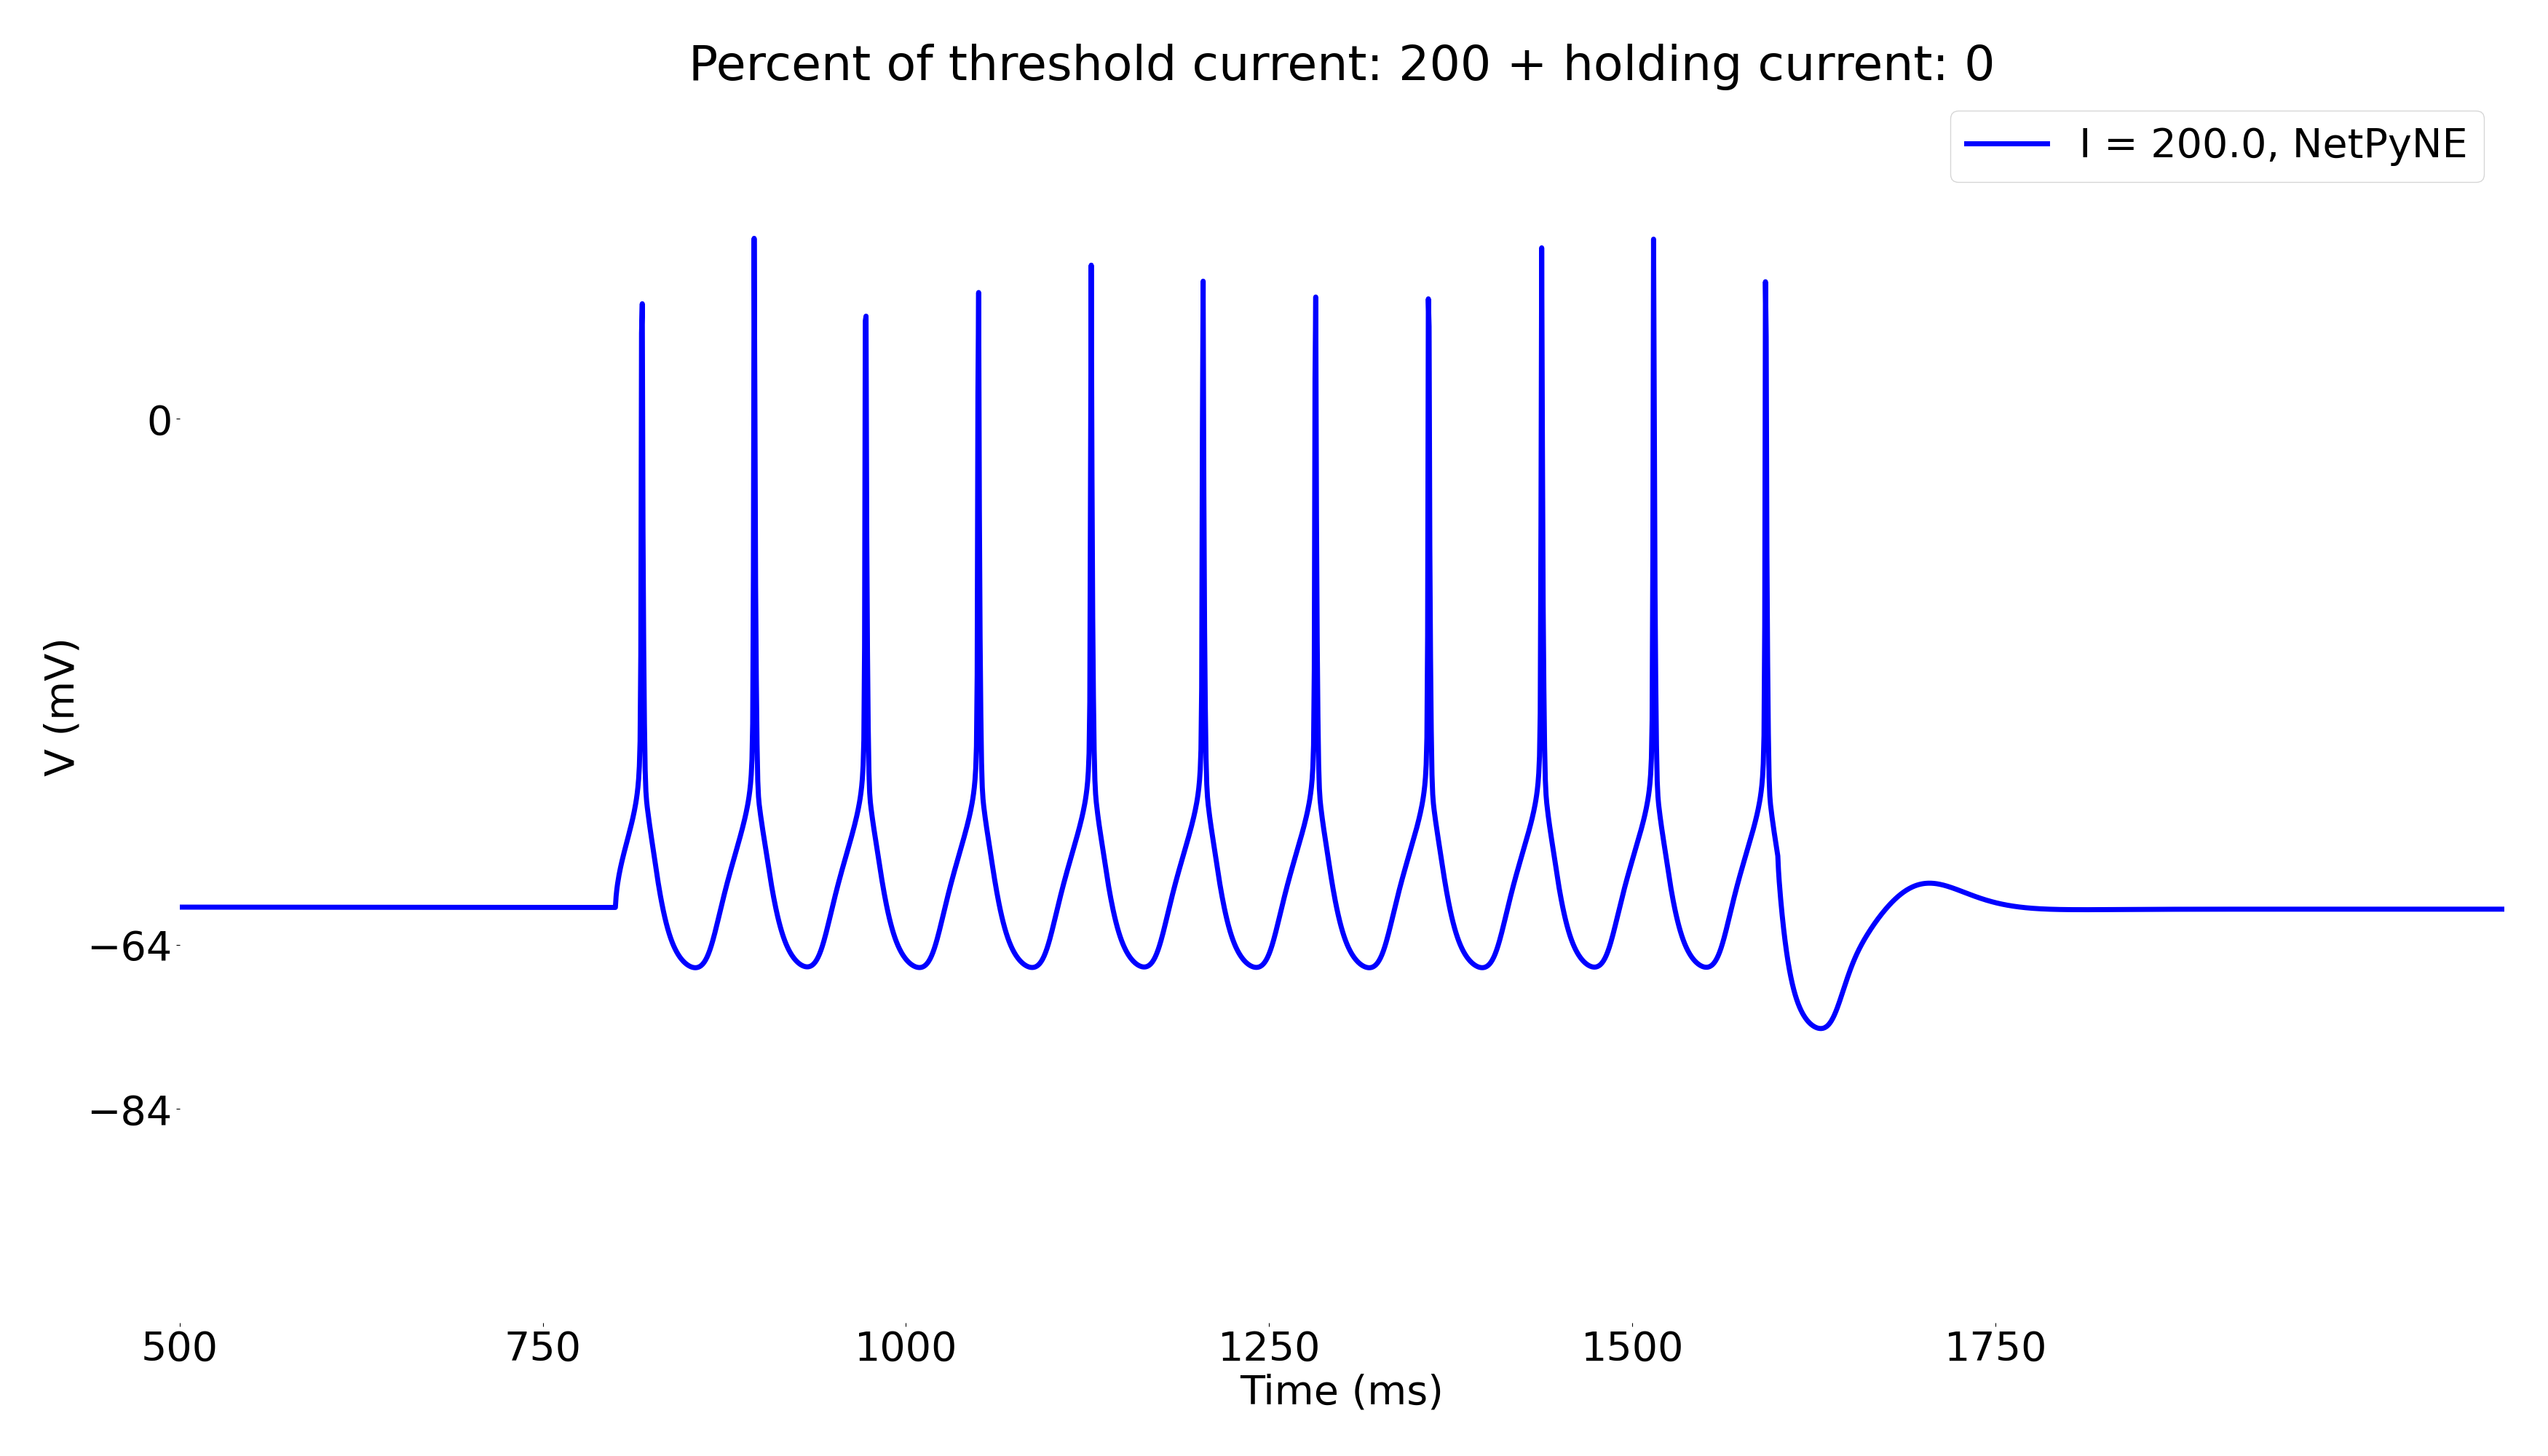 Percent of threshold current: 200 + holding current: 0
I = 200.0, NetPyNE
0
−64
−84
V (mV)
500 750 1000 1250 1500 1750
Time (ms)